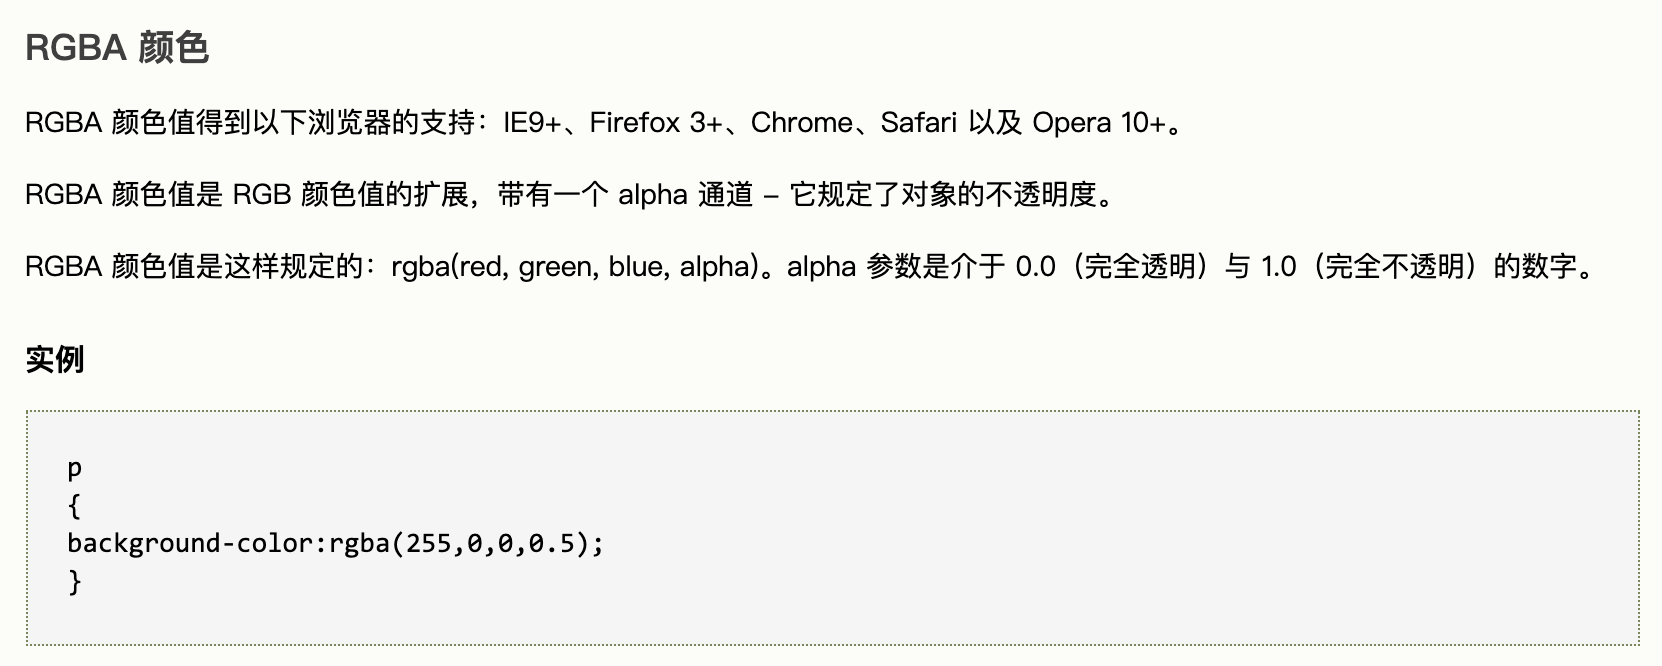 RGBA 颜色
RGBA 颜色值得到以下浏览器的支持：IE9+、Firefox 3+、Chrome、Safari 以及 Opera 10+。
RGBA 颜色值是 RGB 颜色值的扩展，带有一个 alpha 通道 – 它规定了对象的不透明度。
RGBA 颜色值是这样规定的：rgba(red, green, blue, alpha)。alpha 参数是介于 0.0（完全透明）与 1.0（完全不透明）的数字。
实例
p
{
background-color:rgba(255,0,0,0.5);
}